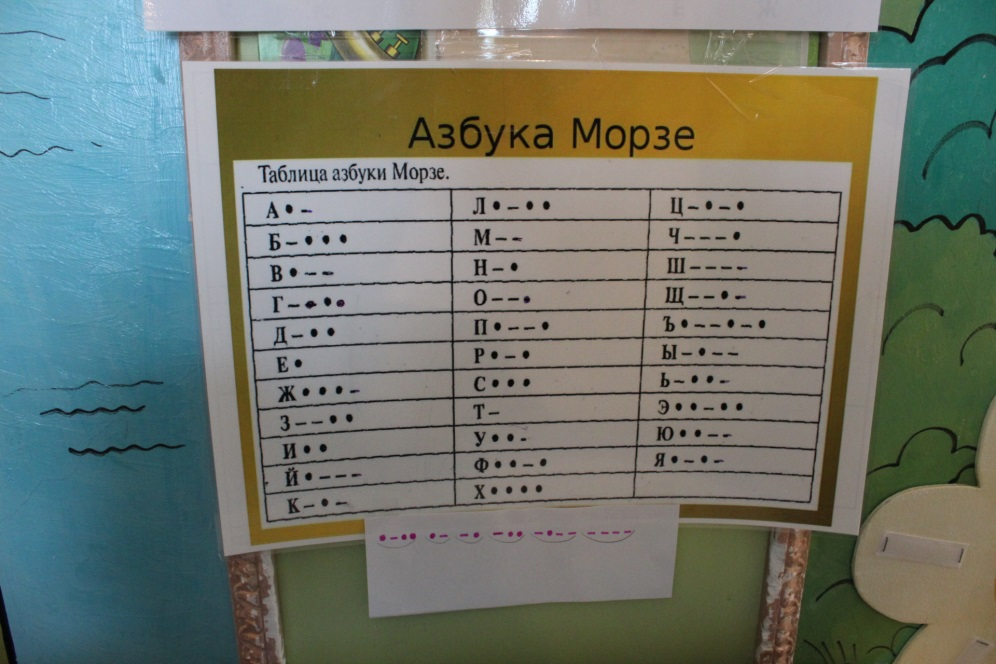 Азбука Морзе
Таблица азбуки Морзе.
А • – Л • – • • Ц – • – •
Б – • • • М – – Ч – – – •
В • – – Н – • Ш – – – –
Г – • • • О – – • Щ – – • –
Д – • • П • – – • Ъ • – – • – •
Е • Р • – • Ы – • – –
Ж • • • – С • • • Ь – • • –
З – – • • Т – Э • • – • •
И • • У • • – Ю • • – –
Й • – – – Ф • • – • Я • – • –
К – • – Х • • • •
• – • • • – – • – • • – • – – – – – –